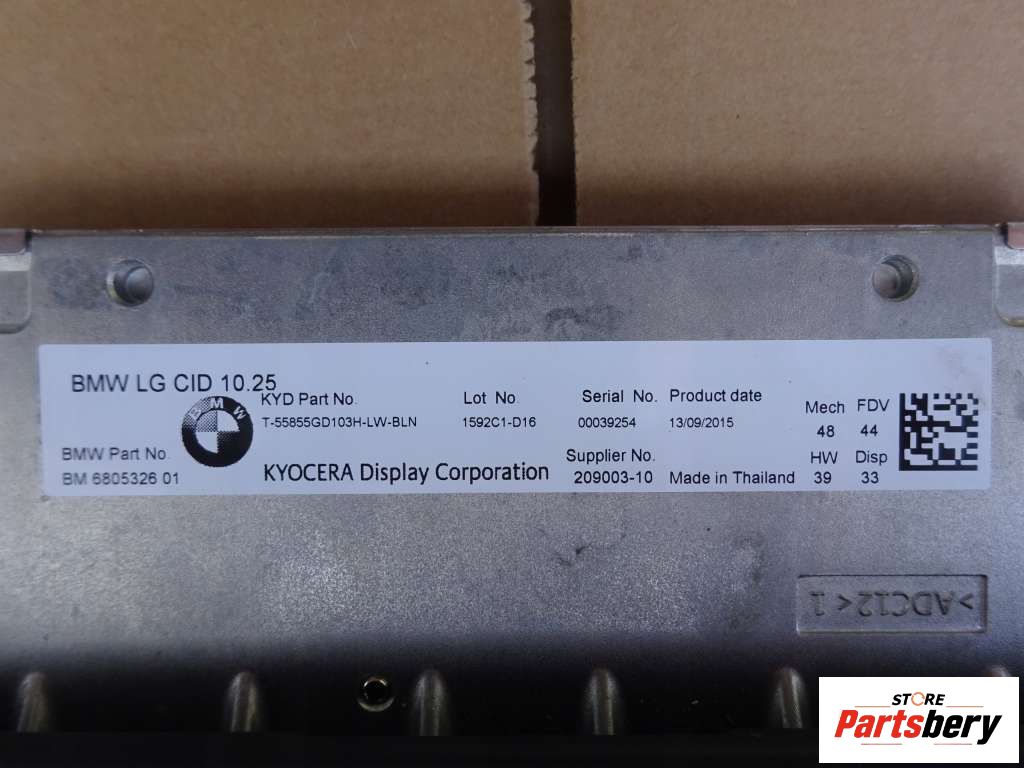 BMW LG CID 10.25
KYD Part No.
Lot No.
Serial No.
Product date
Mech FDV
BMW
T-55855GD103H-LW-BLN
1592C1-D16
00039254
13/09/2015
48 44
BMW Part No.
Supplier No.
HW Disp
BM 6805326 01
KYOCERA Display Corporation
209003-10
Made in Thailand
39 33
>ADC12< 1
STORE
Partsbery